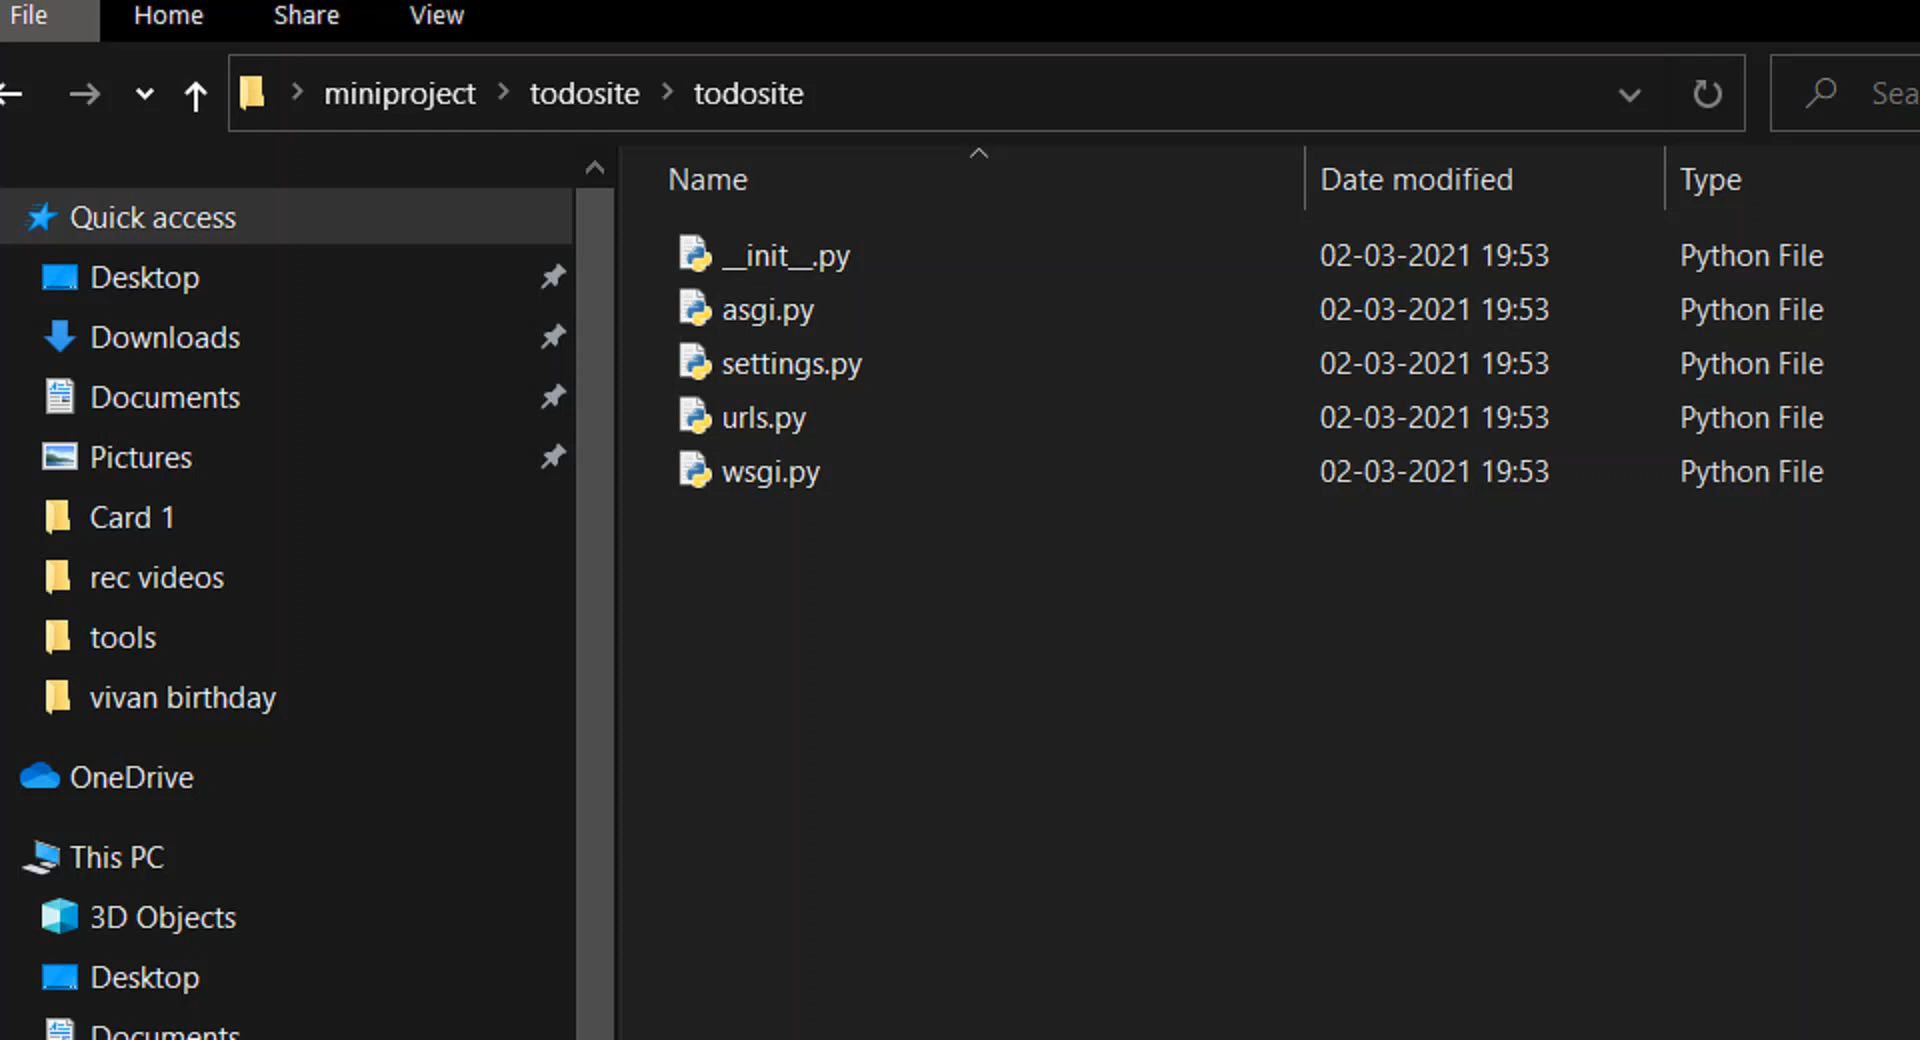 File Home Share View
miniproject > todosite > todosite
Sea
Name Date modified Type
Quick access
Desktop
Downloads
Documents
Pictures
Card 1
rec videos
tools
vivan birthday
OneDrive
This PC
3D Objects
Desktop
Documents
__init__.py 02-03-2021 19:53 Python File
asgi.py 02-03-2021 19:53 Python File
settings.py 02-03-2021 19:53 Python File
urls.py 02-03-2021 19:53 Python File
wsgi.py 02-03-2021 19:53 Python File